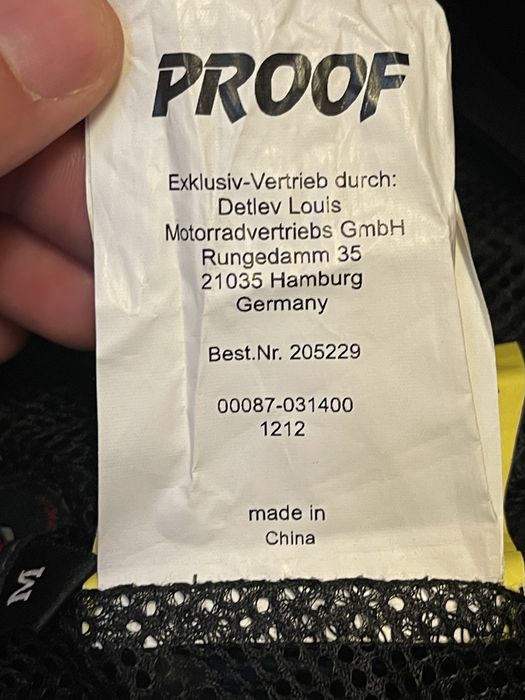 PROOF
Exklusiv-Vertrieb durch:
Detlev Louis
Motorradvertriebs GmbH
Rungedamm 35
21035 Hamburg
Germany
Best.Nr. 205229
00087-031400
1212
made in
China
M